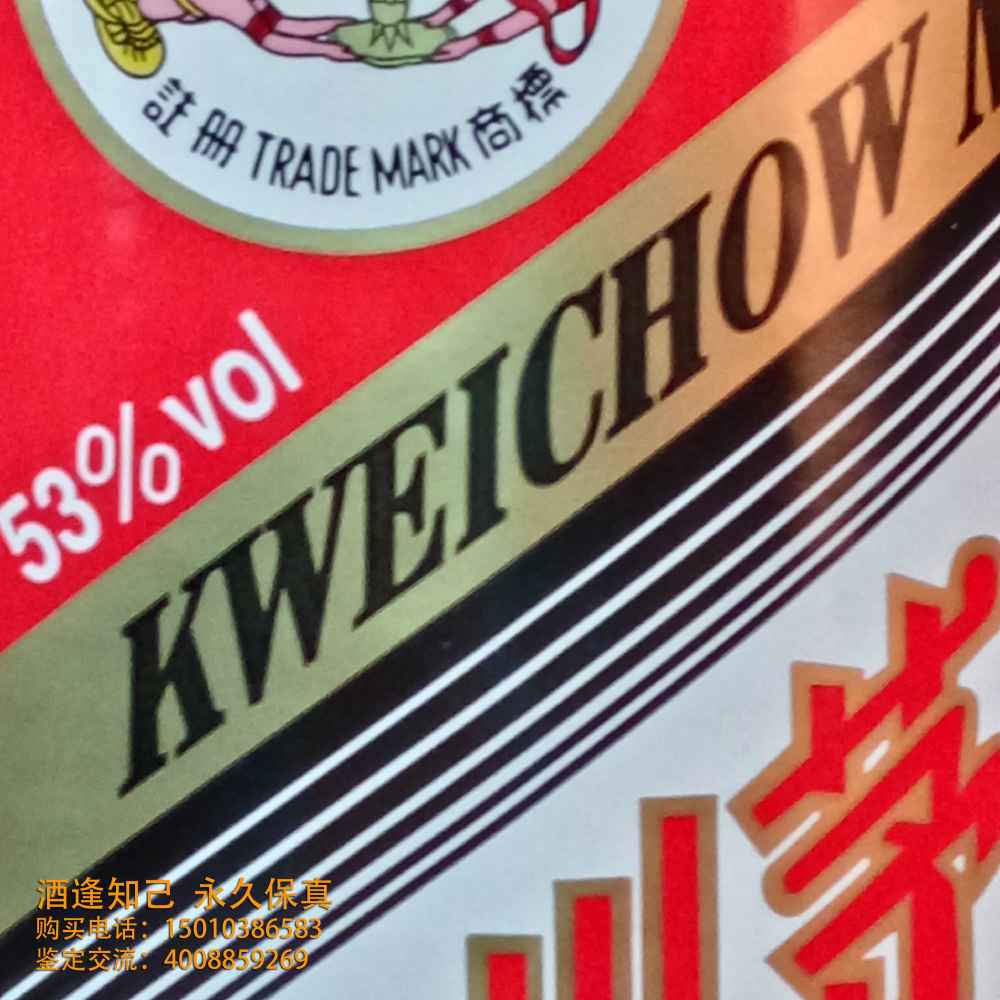 註册 TRADE MARK 商標
53%vol
KWEICHOW
茅
酒逢知己 永久保真
购买电话：15010386583
鉴定交流：4008859269